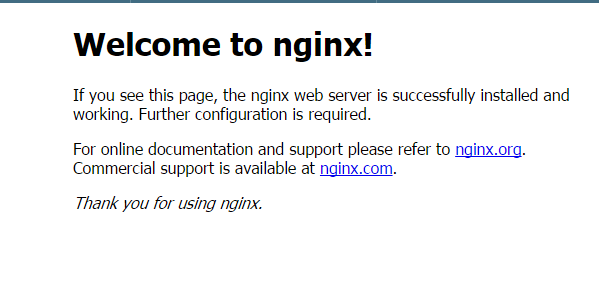 Welcome to nginx!
If you see this page, the nginx web server is successfully installed and
working. Further configuration is required.
For online documentation and support please refer to nginx.org.
Commercial support is available at nginx.com.
Thank you for using nginx.